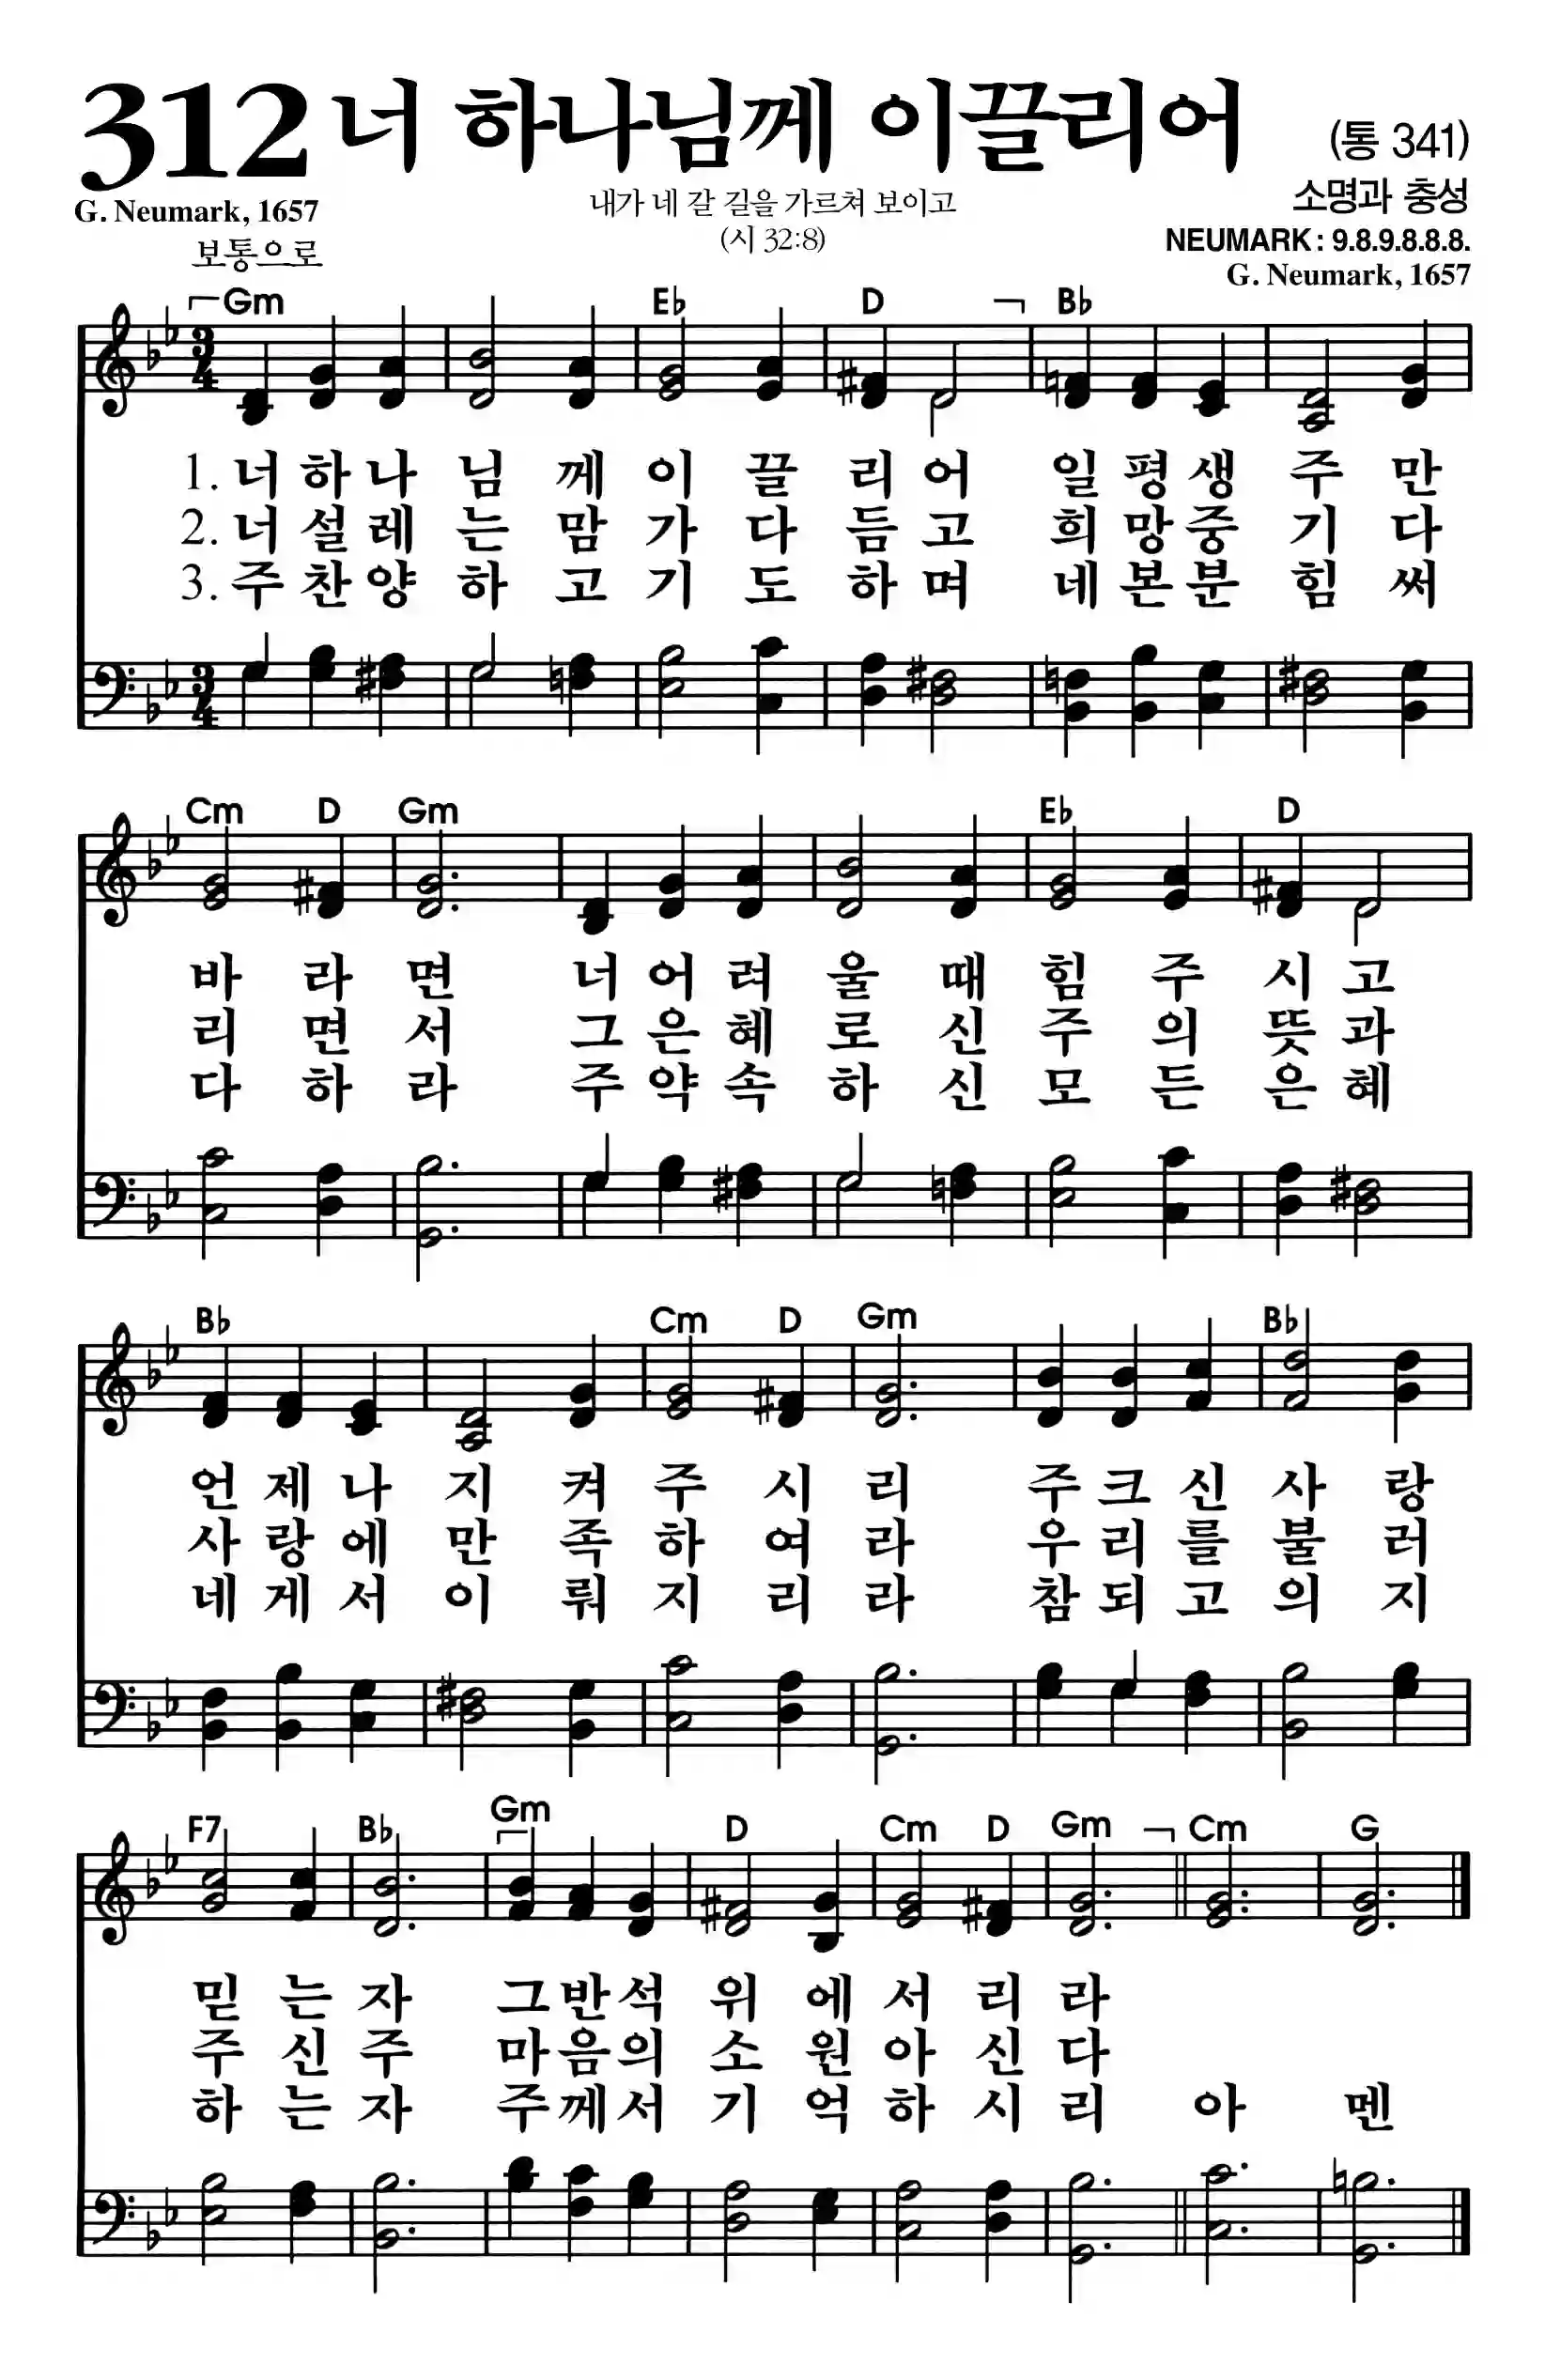 312 너 하나님께 이끌리어 (통 341)
G. Neumark, 1657
내가 네 갈 길을 가르쳐 보이고
(시 32:8)
소명과 충성
NEUMARK : 9.8.9.8.8.8.
G. Neumark, 1657
보통으로
Gm E♭ D B♭
3 4
1. 너 하 나 님 께 이 끌 리 어 일 평 생 주 만
2. 너 설 레 는 맘 가 다 듬 고 희 망 중 기 다
3. 주 찬 양 하 고 기 도 하 며 네 본 분 힘 써
3 4
Cm D Gm E♭ D
바 라 면 너 어 려 울 때 힘 주 시 고
리 면 서 그 은 혜 로 신 주 의 뜻 과
다 하 라 주 약 속 하 신 모 든 은 혜
B♭ Cm D Gm B♭
언 제 나 지 켜 주 시 리 주 크 신 사 랑
사 랑 에 만 족 하 여 라 우 리 를 불 러
네 게 서 이 뤄 지 리 라 참 되 고 의 지
F7 B♭ Gm D Cm D Gm Cm G
믿 는 자 그 반 석 위 에 서 리 라
주 신 주 마 음 의 소 원 아 신 다
하 는 자 주 께 서 기 억 하 시 리 아 멘